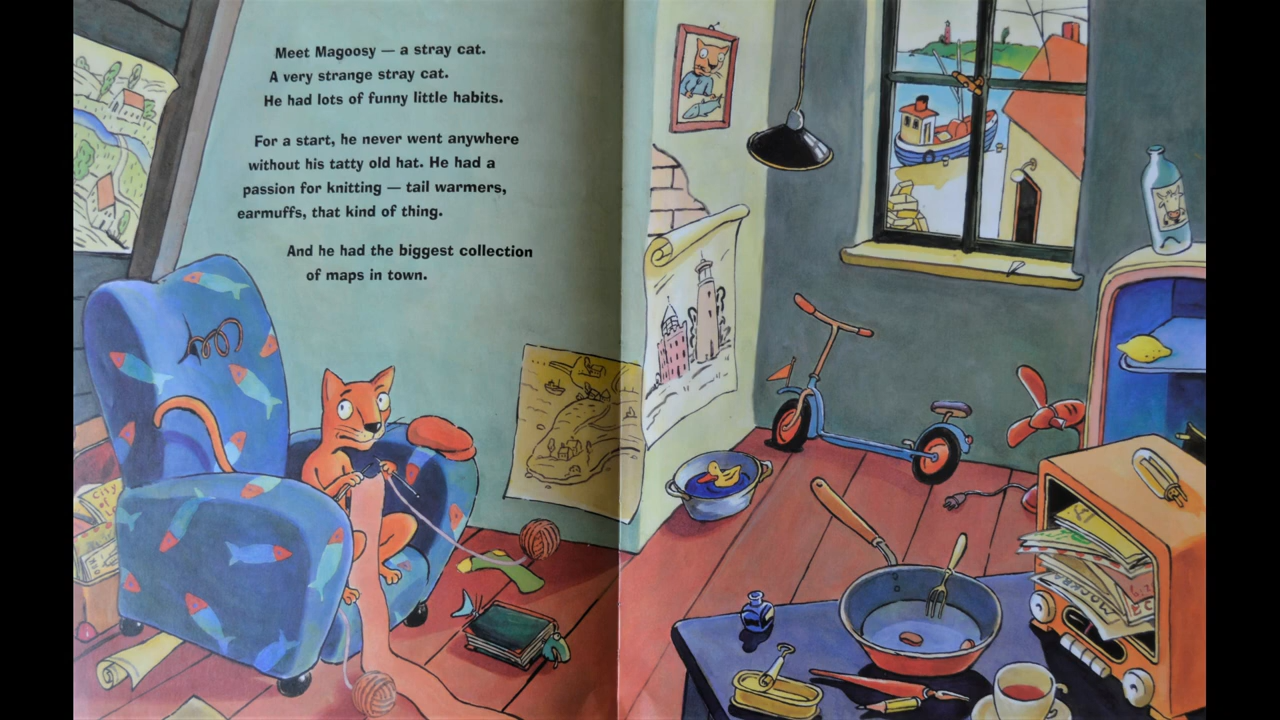 Meet Magoosy — a stray cat.
A very strange stray cat.
He had lots of funny little habits.
For a start, he never went anywhere
without his tatty old hat. He had a
passion for knitting — tail warmers,
earmuffs, that kind of thing.
And he had the biggest collection
of maps in town.
City
of